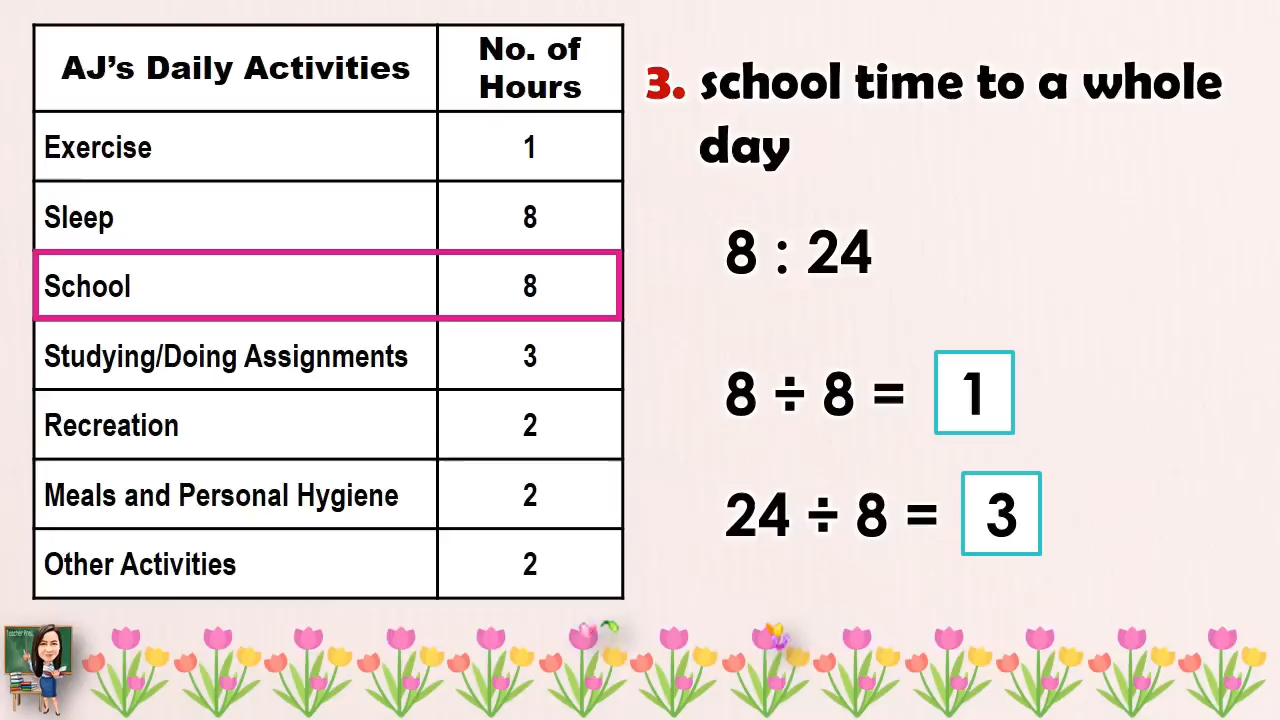 AJ's Daily Activities
No. of
Hours
Exercise
1
Sleep
8
School
8
Studying/Doing Assignments
3
Recreation
2
Meals and Personal Hygiene
2
Other Activities
2
3. school time to a whole
day
8 : 24
8 ÷ 8 = 1
24 ÷ 8 = 3